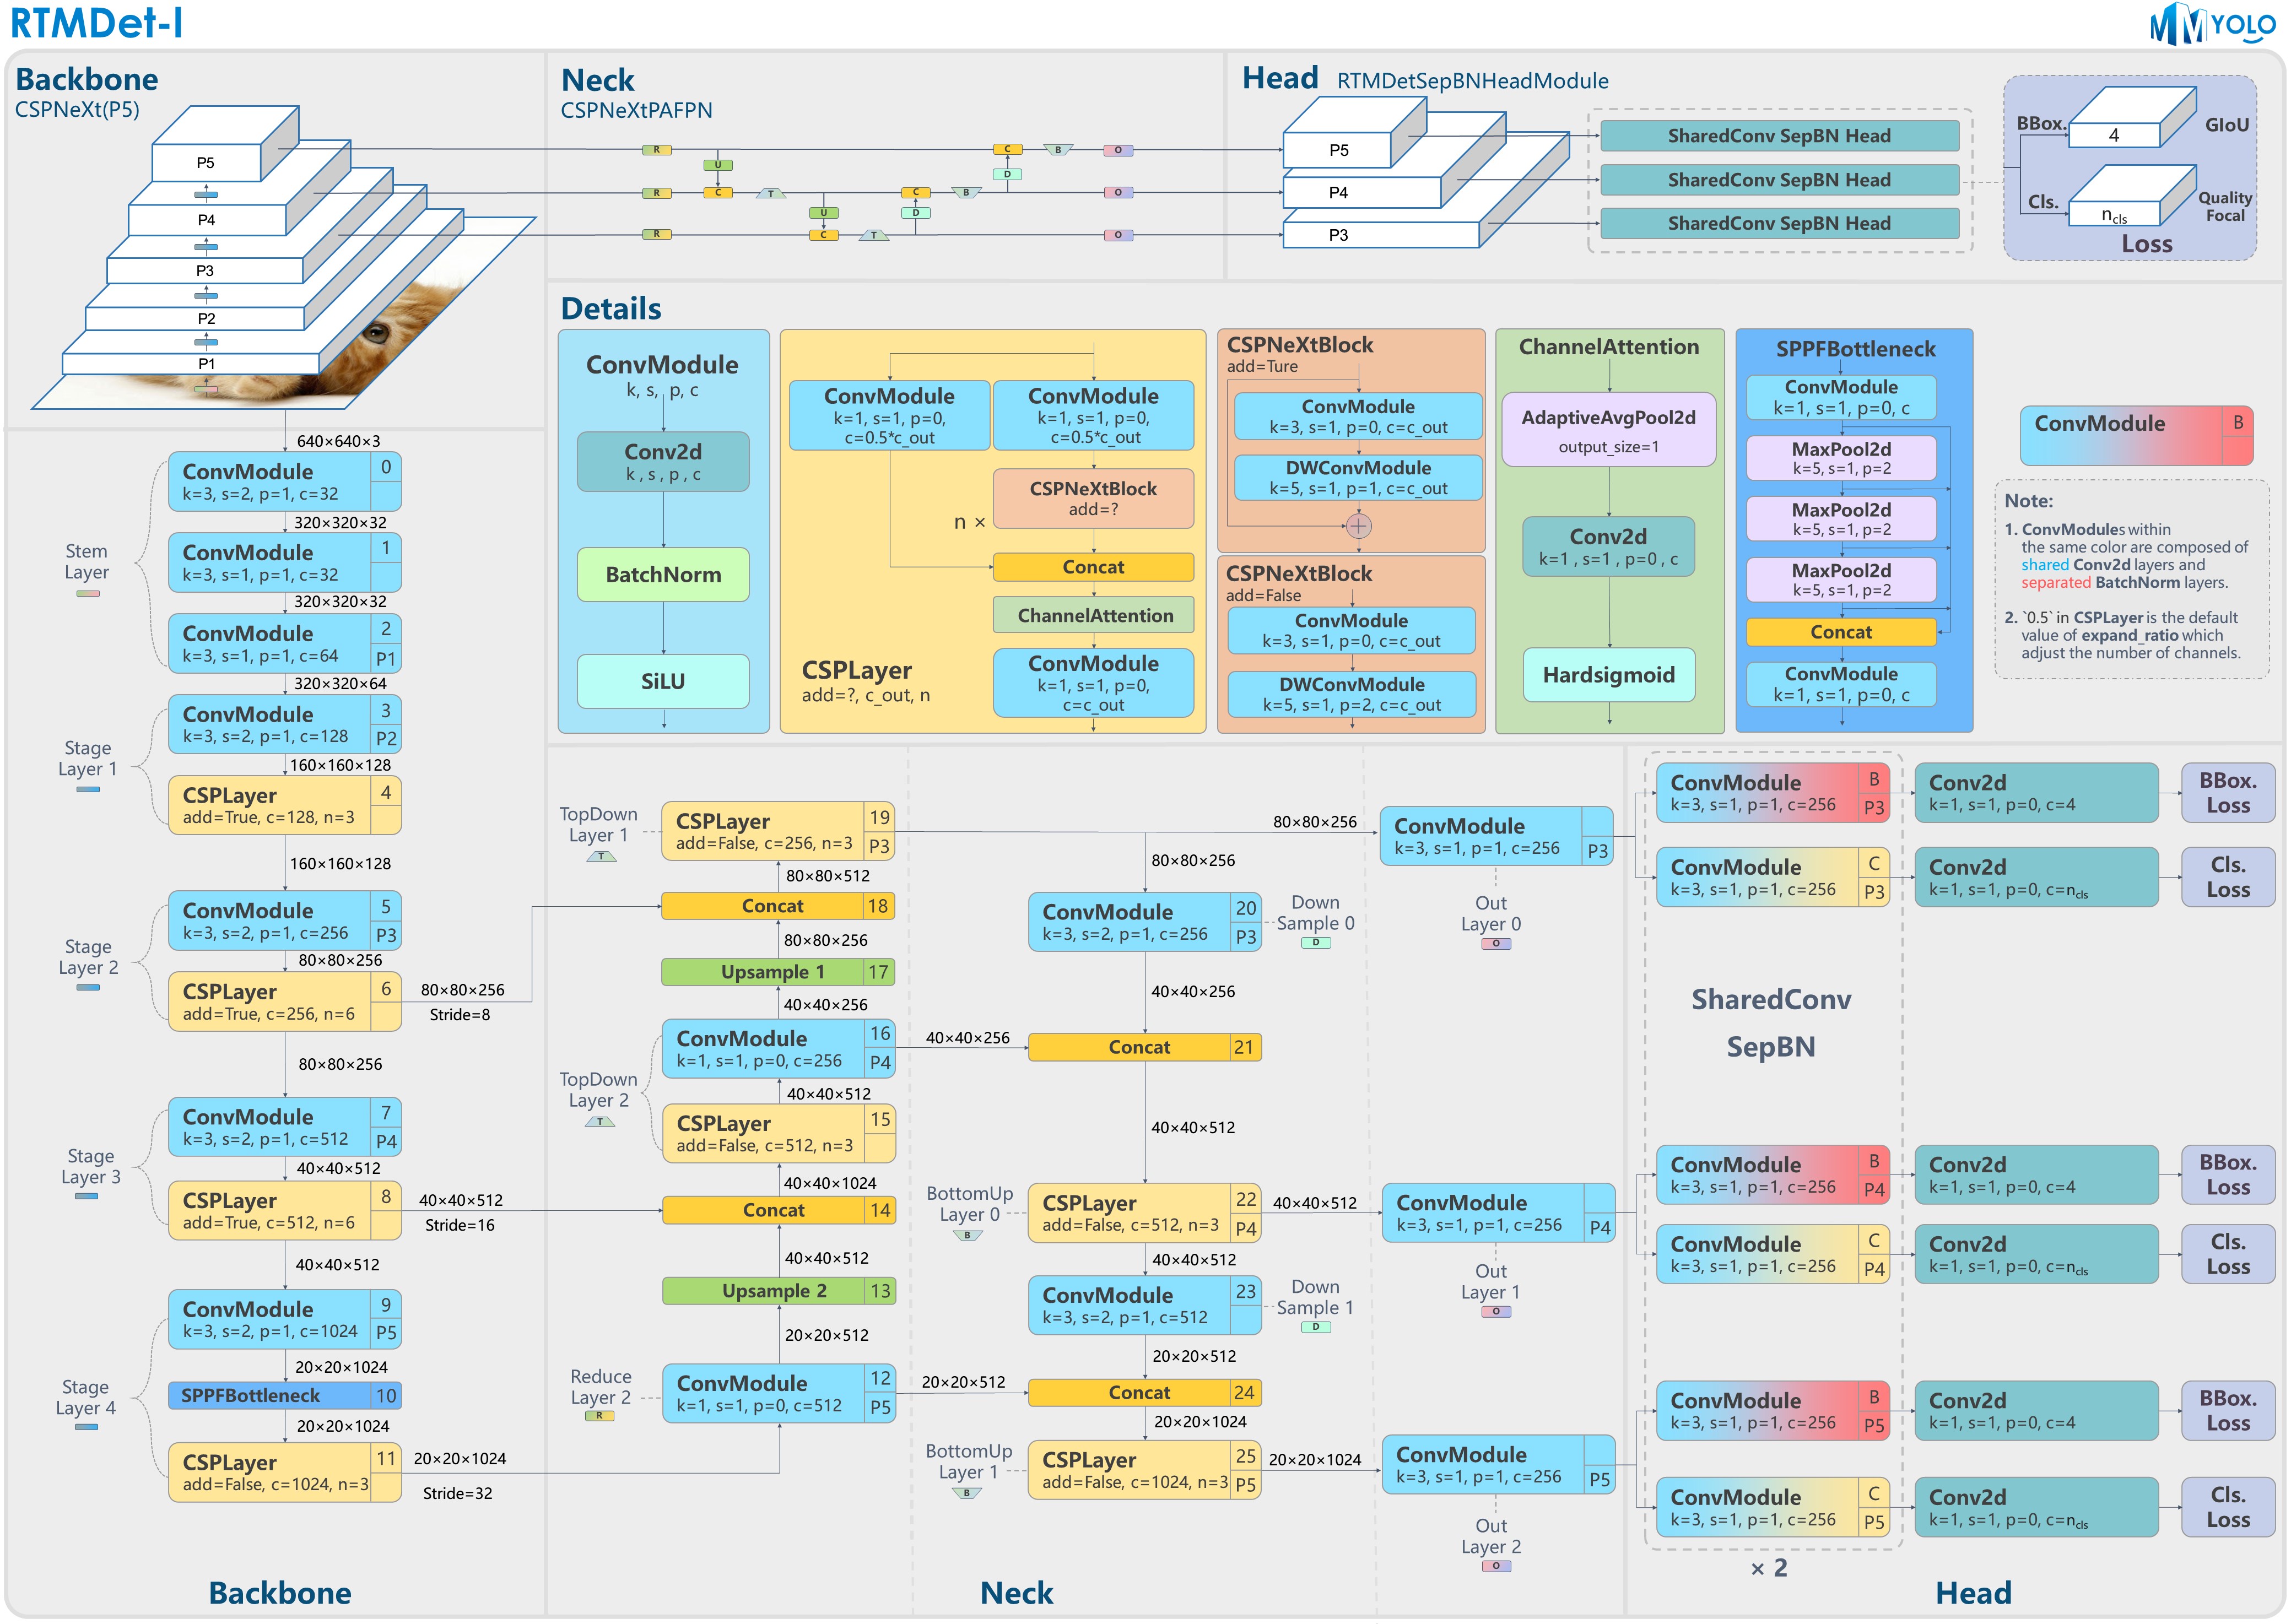 RTMDet-l
MMYOLO
Backbone
CSPNeXt(P5)
P5
P4
P3
P2
P1
Neck
CSPNeXtPAFPN
R
U
C
B
O
D
R
C
T
C
B
O
U
D
R
C
T
O
Head RTMDetSepBNHeadModule
P5
P4
P3
SharedConv SepBN Head
SharedConv SepBN Head
SharedConv SepBN Head
BBox.
4
GIoU
Cls.
ncls
Quality
Focal
Loss
Details
ConvModule
k, s, p, c
Conv2d
k , s , p , c
BatchNorm
SiLU
ConvModule
k=1, s=1, p=0,
c=0.5*c_out
ConvModule
k=1, s=1, p=0,
c=0.5*c_out
CSPNeXtBlock
add=?
n ×
Concat
ChannelAttention
ConvModule
k=1, s=1, p=0,
c=c_out
CSPLayer
add=?, c_out, n
CSPNeXtBlock
add=Ture
ConvModule
k=3, s=1, p=0, c=c_out
DWConvModule
k=5, s=1, p=1, c=c_out
CSPNeXtBlock
add=False
ConvModule
k=3, s=1, p=0, c=c_out
DWConvModule
k=5, s=1, p=2, c=c_out
ChannelAttention
AdaptiveAvgPool2d
output_size=1
Conv2d
k=1 , s=1 , p=0 , c
Hardsigmoid
SPPFBottleneck
ConvModule
k=1, s=1, p=0, c
MaxPool2d
k=5, s=1, p=2
MaxPool2d
k=5, s=1, p=2
MaxPool2d
k=5, s=1, p=2
Concat
ConvModule
k=1, s=1, p=0, c
ConvModule B
Note:
1. ConvModules within
the same color are composed of
shared Conv2d layers and
separated BatchNorm layers.
2. `0.5` in CSPLayer is the default
value of expand_ratio which
adjust the number of channels.
640×640×3
ConvModule 0
k=3, s=2, p=1, c=32
320×320×32
Stem
Layer
ConvModule 1
k=3, s=1, p=1, c=32
320×320×32
ConvModule 2
k=3, s=1, p=1, c=64 P1
320×320×64
Stage
Layer 1
ConvModule 3
k=3, s=2, p=1, c=128 P2
160×160×128
CSPLayer 4
add=True, c=128, n=3
160×160×128
Stage
Layer 2
ConvModule 5
k=3, s=2, p=1, c=256 P3
80×80×256
CSPLayer 6
add=True, c=256, n=6
80×80×256
Stride=8
80×80×256
Stage
Layer 3
ConvModule 7
k=3, s=2, p=1, c=512 P4
40×40×512
CSPLayer 8
add=True, c=512, n=6
40×40×512
Stride=16
40×40×512
Stage
Layer 4
ConvModule 9
k=3, s=2, p=1, c=1024 P5
20×20×1024
SPPFBottleneck 10
20×20×1024
CSPLayer 11
add=False, c=1024, n=3
20×20×1024
Stride=32
Backbone
TopDown
Layer 1
T
CSPLayer 19
add=False, c=256, n=3 P3
80×80×512
Concat 18
80×80×256
Upsample 1 17
40×40×256
TopDown
Layer 2
T
ConvModule 16
k=1, s=1, p=0, c=256 P4
40×40×512
CSPLayer 15
add=False, c=512, n=3
40×40×1024
Concat 14
40×40×512
Upsample 2 13
20×20×512
Reduce
Layer 2
R
ConvModule 12
k=1, s=1, p=0, c=512 P5
80×80×256
80×80×256
ConvModule 20
k=3, s=2, p=1, c=256 P3
Down
Sample 0
D
40×40×256
40×40×256
Concat 21
40×40×512
BottomUp
Layer 0
B
CSPLayer 22
add=False, c=512, n=3 P4
40×40×512
40×40×512
ConvModule 23
k=3, s=2, p=1, c=512
Down
Sample 1
D
20×20×512
20×20×512
Concat 24
20×20×1024
BottomUp
Layer 1
B
CSPLayer 25
add=False, c=1024, n=3 P5
20×20×1024
ConvModule
k=3, s=1, p=1, c=256 P3
Out
Layer 0
O
ConvModule
k=3, s=1, p=1, c=256 P4
Out
Layer 1
O
ConvModule
k=3, s=1, p=1, c=256 P5
Out
Layer 2
O
Neck
ConvModule B
k=3, s=1, p=1, c=256 P3
Conv2d
k=1, s=1, p=0, c=4
BBox.
Loss
ConvModule C
k=3, s=1, p=1, c=256 P3
Conv2d
k=1, s=1, p=0, c=ncls
Cls.
Loss
SharedConv
SepBN
ConvModule B
k=3, s=1, p=1, c=256 P4
Conv2d
k=1, s=1, p=0, c=4
BBox.
Loss
ConvModule C
k=3, s=1, p=1, c=256 P4
Conv2d
k=1, s=1, p=0, c=ncls
Cls.
Loss
ConvModule B
k=3, s=1, p=1, c=256 P5
Conv2d
k=1, s=1, p=0, c=4
BBox.
Loss
ConvModule C
k=3, s=1, p=1, c=256 P5
Conv2d
k=1, s=1, p=0, c=ncls
Cls.
Loss
× 2
Head